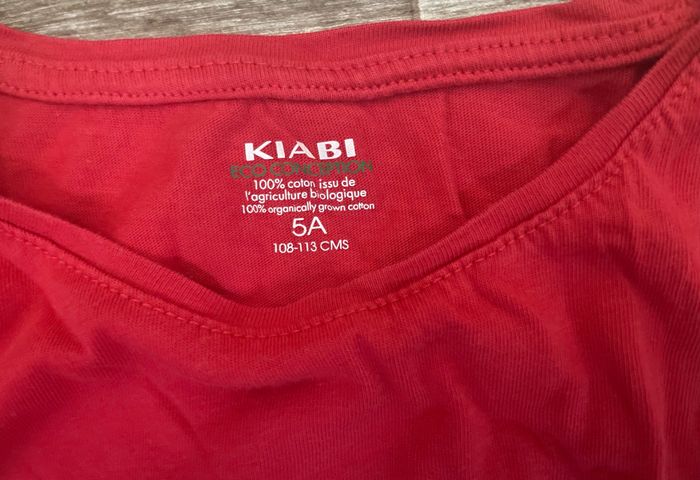 KIABI
ECO-CONCEPTION
100% coton issu de
l'agriculture biologique
100% organically grown cotton
5A
108-113 CMS